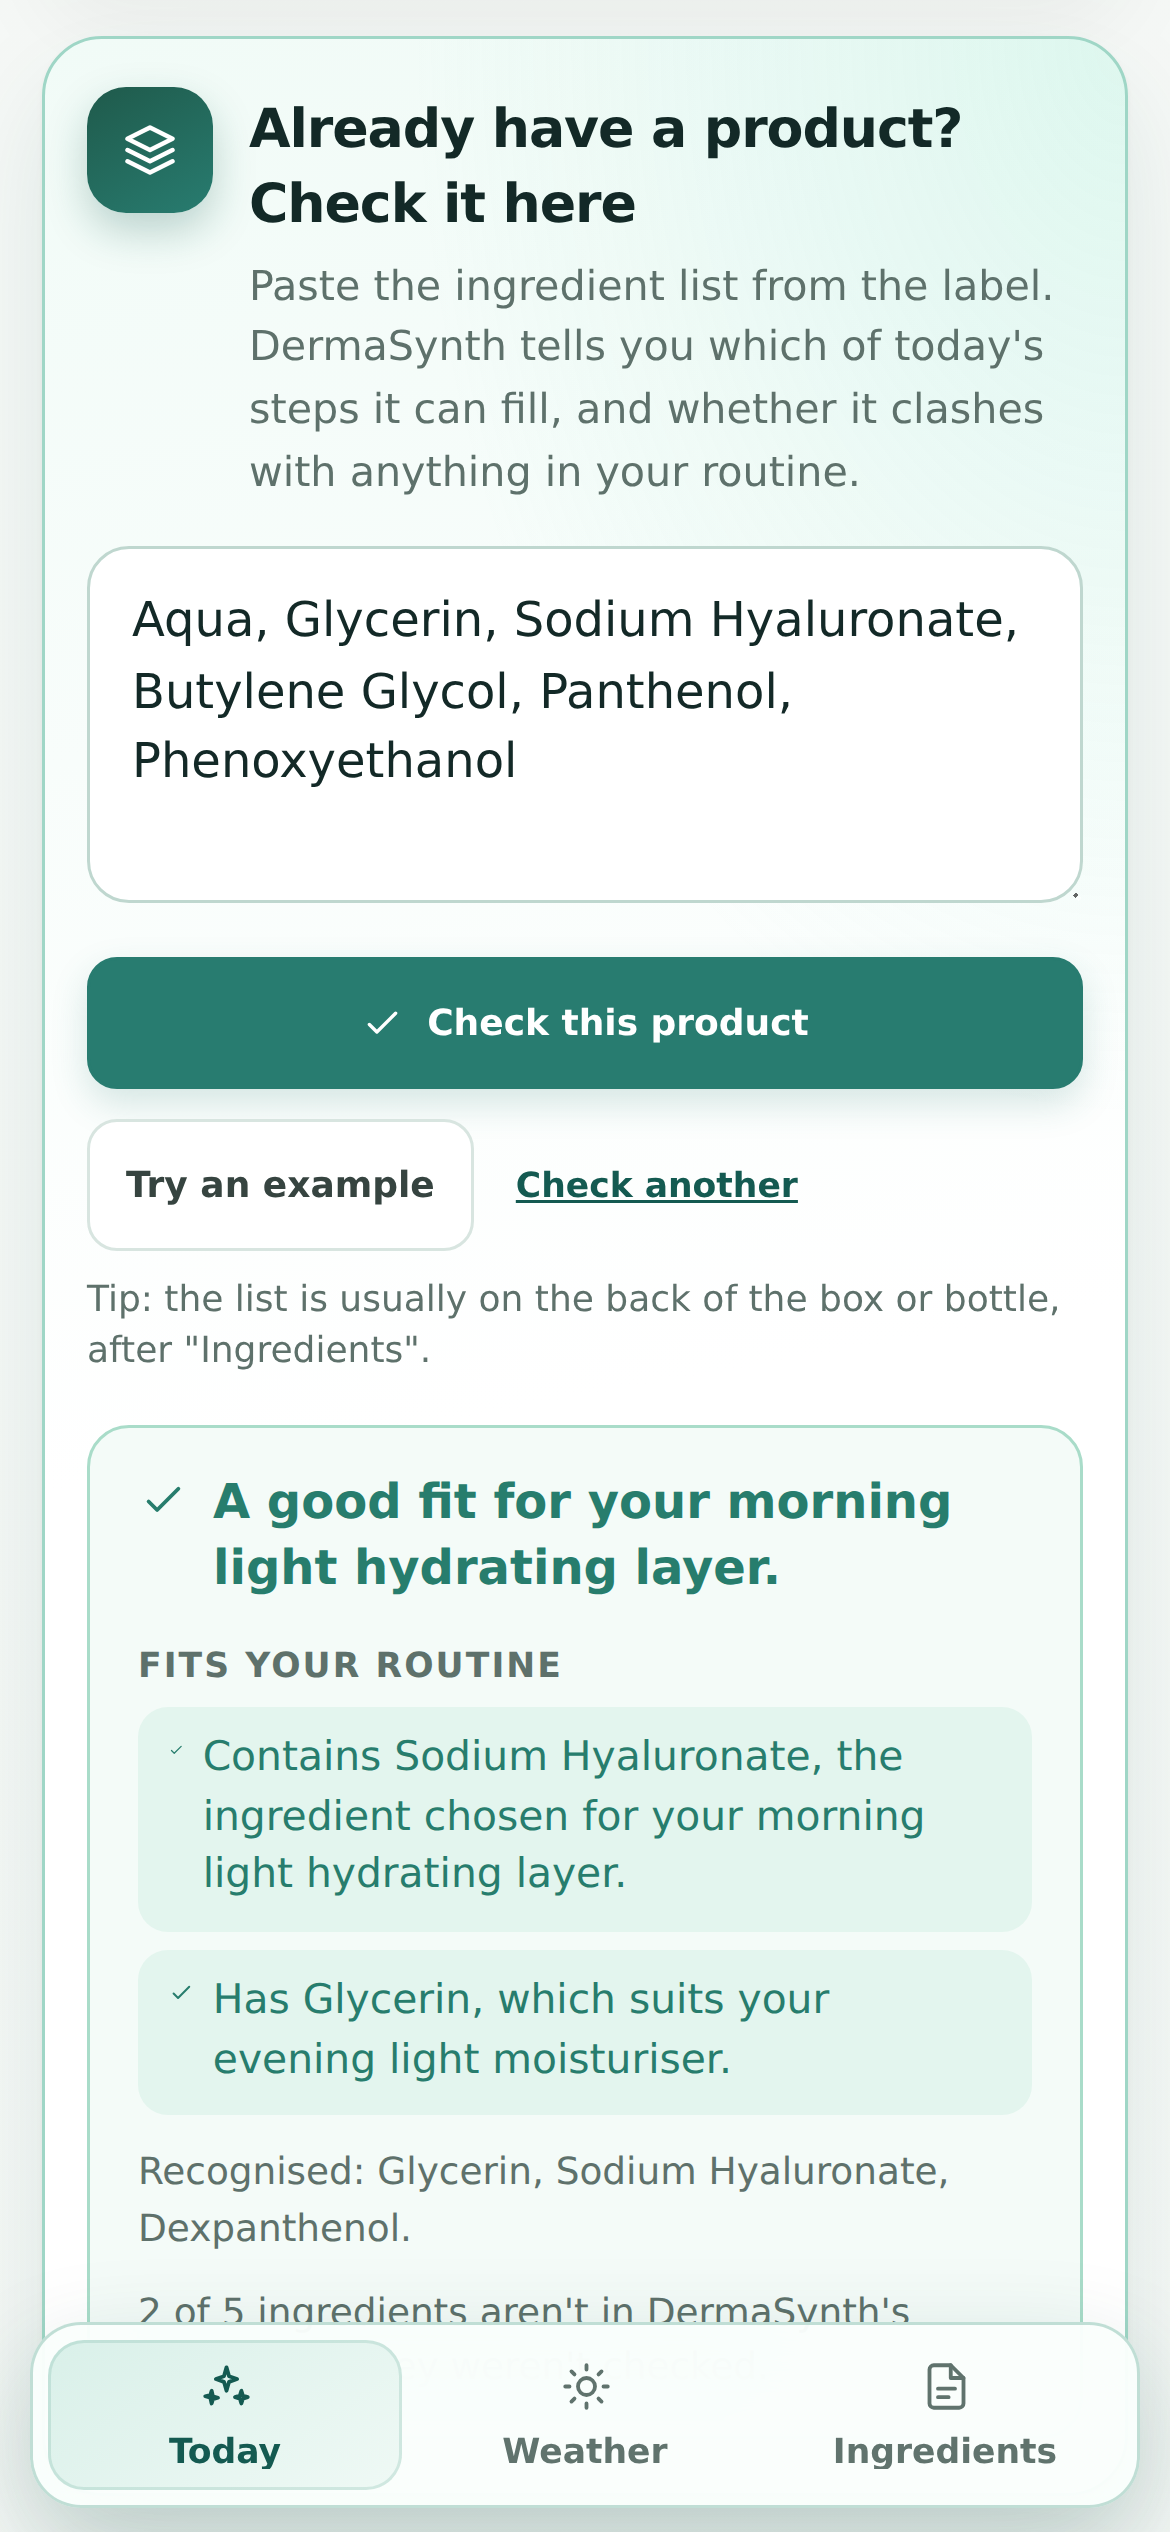 Already have a product?
Check it here
Paste the ingredient list from the label.
DermaSynth tells you which of today's
steps it can fill, and whether it clashes
with anything in your routine.
Aqua, Glycerin, Sodium Hyaluronate,
Butylene Glycol, Panthenol,
Phenoxyethanol
Check this product
Try an example
Check another
Tip: the list is usually on the back of the box or bottle,
after "Ingredients".
A good fit for your morning
light hydrating layer.
FITS YOUR ROUTINE
Contains Sodium Hyaluronate, the
ingredient chosen for your morning
light hydrating layer.
Has Glycerin, which suits your
evening light moisturiser.
Recognised: Glycerin, Sodium Hyaluronate,
Dexpanthenol.
2 of 5 ingredients aren't in DermaSynth's
weren't checked
Today
Weather
Ingredients